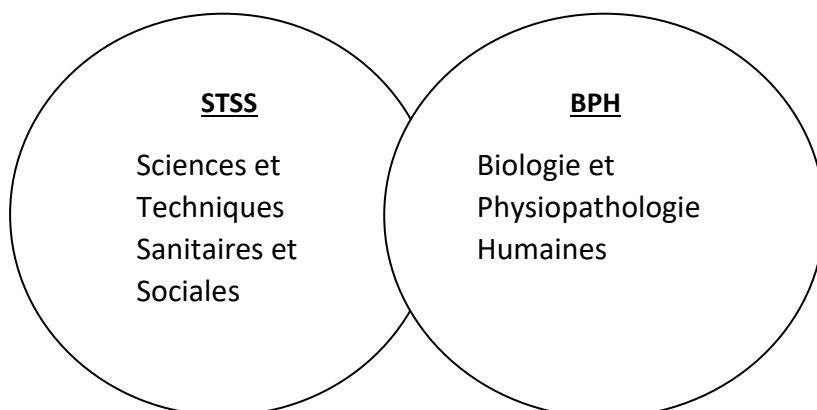 STSS
Sciences et
Techniques
Sanitaires et
Sociales
BPH
Biologie et
Physiopathologie
Humaines